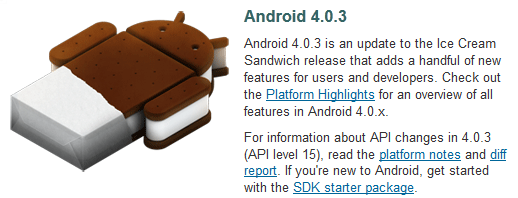 Android 4.0.3
Android 4.0.3 is an update to the Ice Cream
Sandwich release that adds a handful of new
features for users and developers. Check out
the Platform Highlights for an overview of all
features in Android 4.0.x.
For information about API changes in 4.0.3
(API level 15), read the platform notes and diff
report. If you're new to Android, get started
with the SDK starter package.